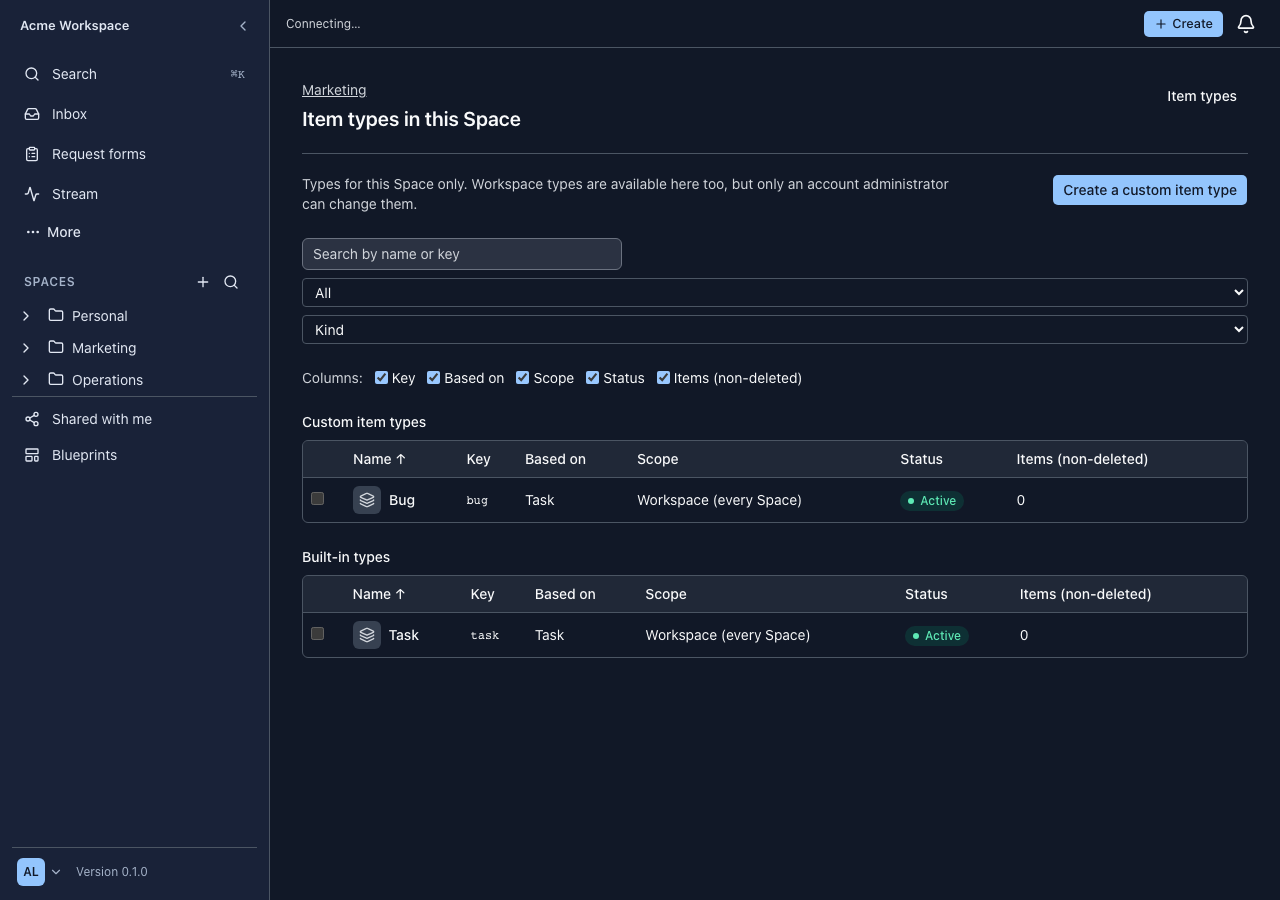 Acme Workspace
Search ⌘K
Inbox
Request forms
Stream
More
SPACES
Personal
Marketing
Operations
Shared with me
Blueprints
AL
Version 0.1.0
Connecting...
Create
Marketing
Item types in this Space
Item types
Types for this Space only. Workspace types are available here too, but only an account administrator
can change them.
Create a custom item type
Search by name or key
All
Kind
Columns: Key Based on Scope Status Items (non-deleted)
Custom item types
Name ↑ Key Based on Scope Status Items (non-deleted)
Bug bug Task Workspace (every Space) Active 0
Built-in types
Name ↑ Key Based on Scope Status Items (non-deleted)
Task task Task Workspace (every Space) Active 0